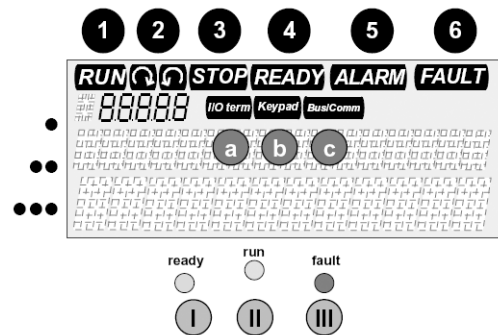 1 2 3 4 5 6
RUN STOP READY ALARM FAULT
88888 I/O term Keypad Bus/Comm
a b c
ready run fault
I II III